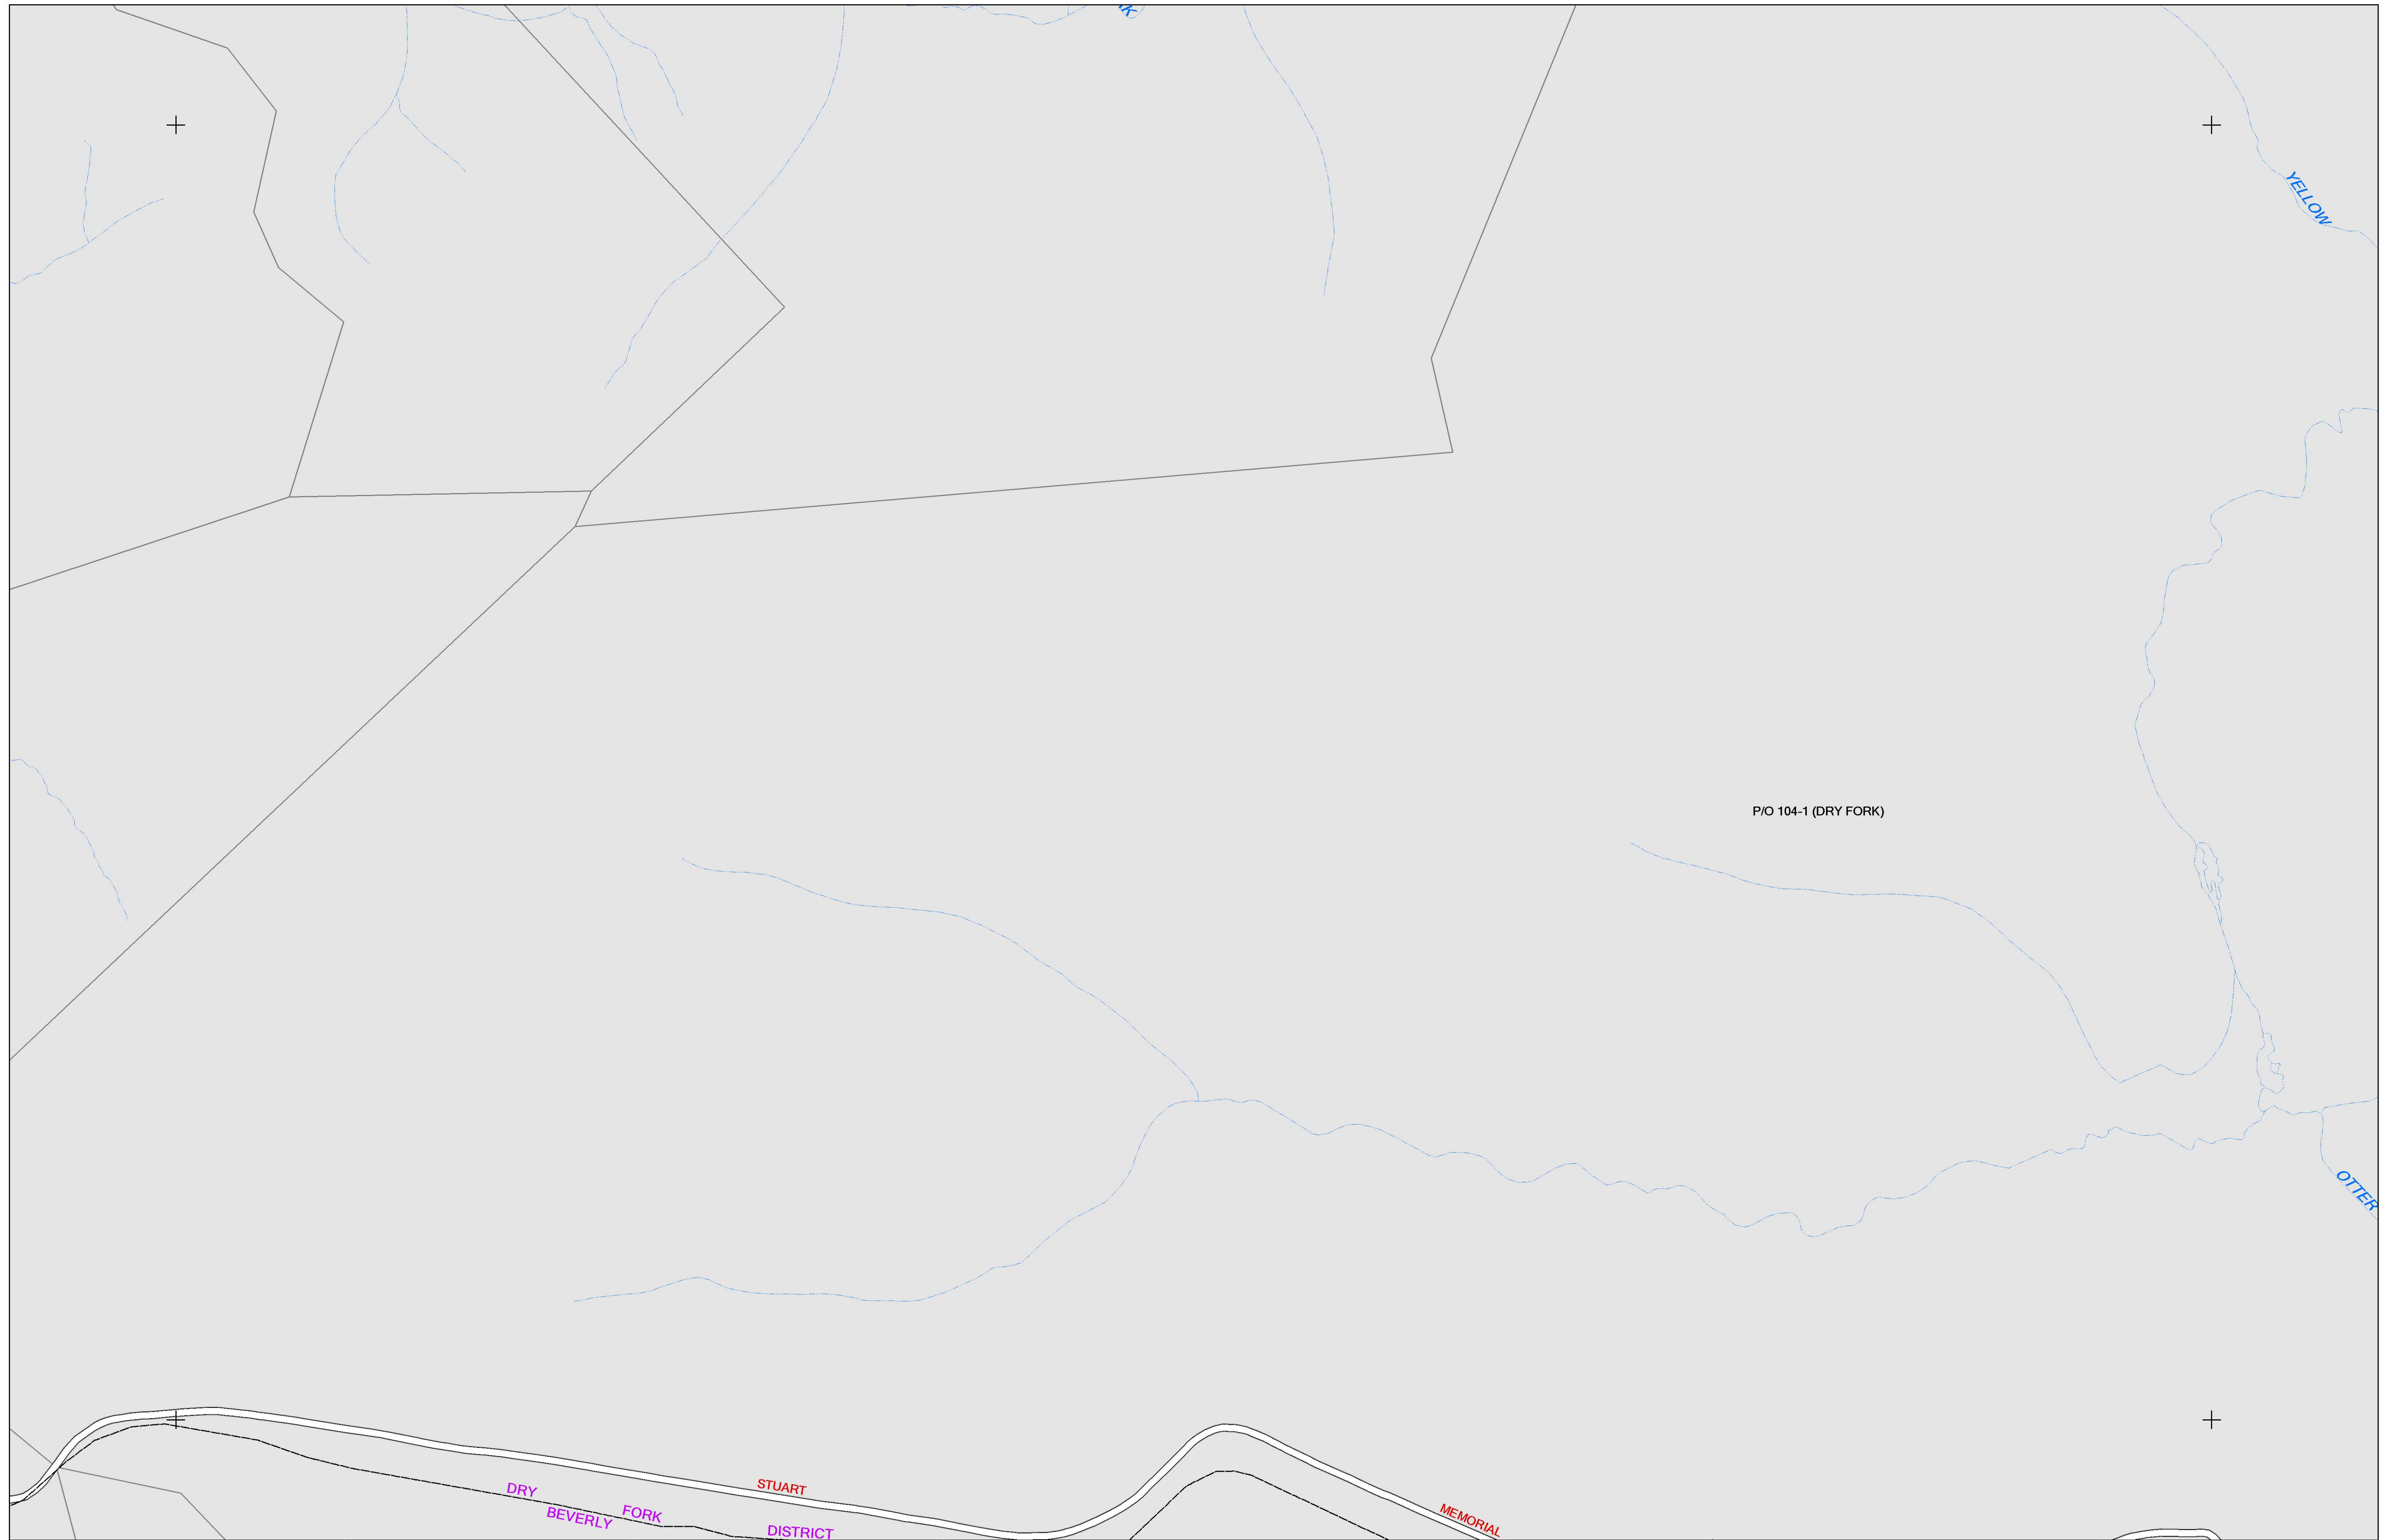 YELLOW
P/O 104-1 (DRY FORK)
OTTER
STUART
MEMORIAL
DRY
FORK
BEVERLY
DISTRICT